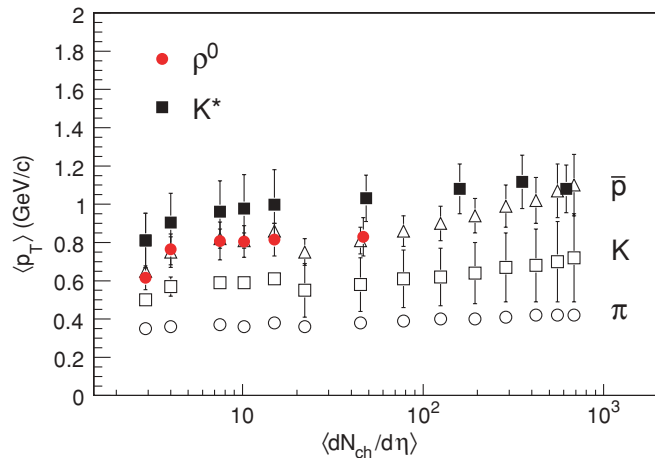 2
1.8
1.6
1.4
1.2
1
0.8
0.6
0.4
0.2
0
⟨p_T⟩ (GeV/c)
ρ⁰
K*
p̄
K
π
10 10² 10³
⟨dN_ch/dη⟩